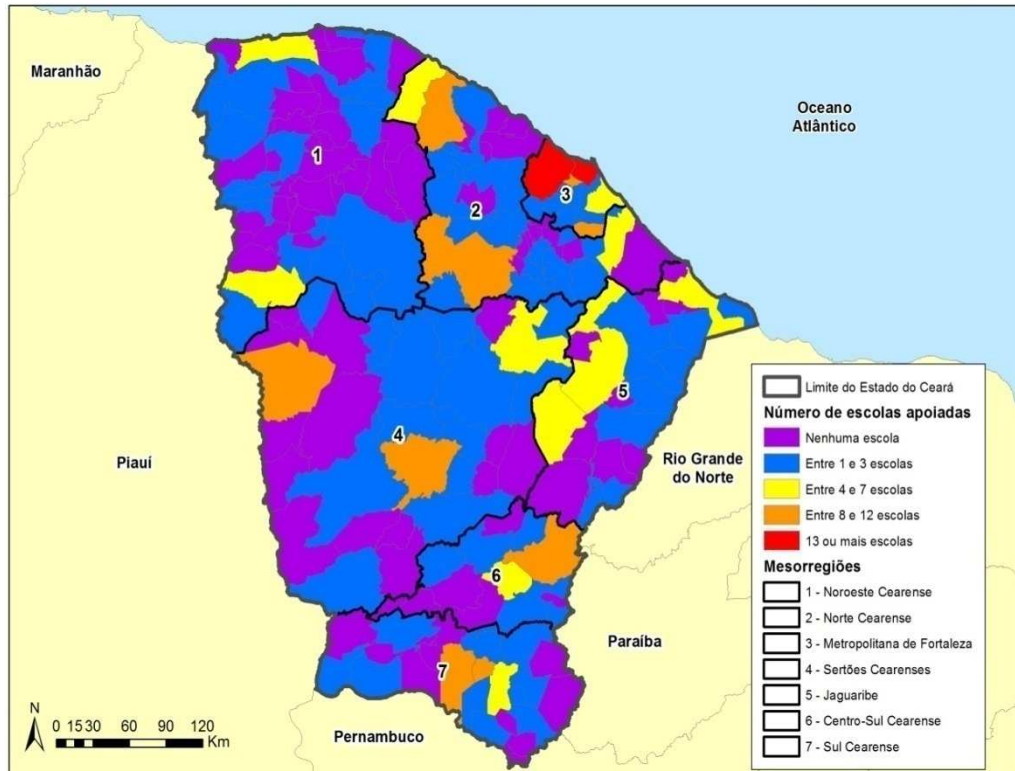 Maranhão
Oceano
Atlântico
1
2
3
4
5
6
7
Piauí
Rio Grande
do Norte
Paraíba
Pernambuco
N
0 15 30 60 90 120
Km
Limite do Estado do Ceará
Número de escolas apoiadas
Nenhuma escola
Entre 1 e 3 escolas
Entre 4 e 7 escolas
Entre 8 e 12 escolas
13 ou mais escolas
Mesorregiões
1 - Noroeste Cearense
2 - Norte Cearense
3 - Metropolitana de Fortaleza
4 - Sertões Cearenses
5 - Jaguaribe
6 - Centro-Sul Cearense
7 - Sul Cearense